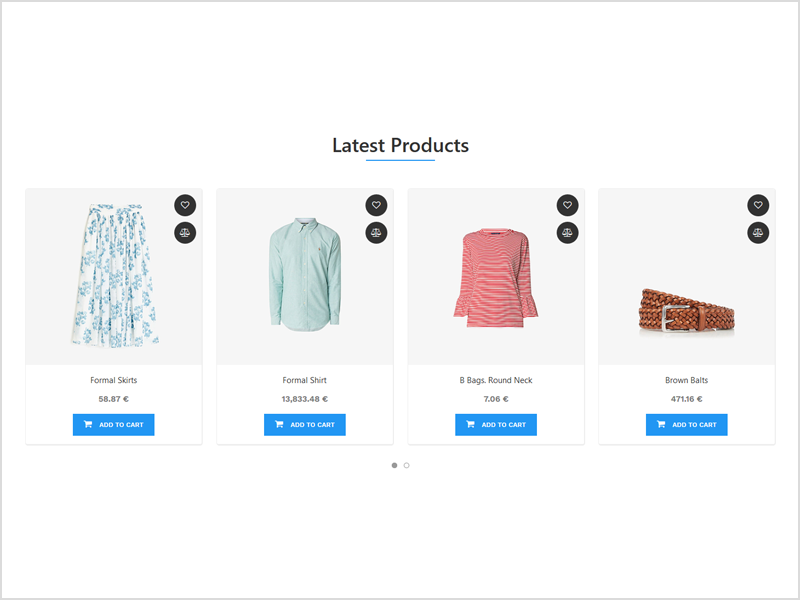 Latest Products
Formal Skirts
58.87 €
ADD TO CART
Formal Shirt
13,833.48 €
ADD TO CART
B Bags. Round Neck
7.06 €
ADD TO CART
Brown Balts
471.16 €
ADD TO CART